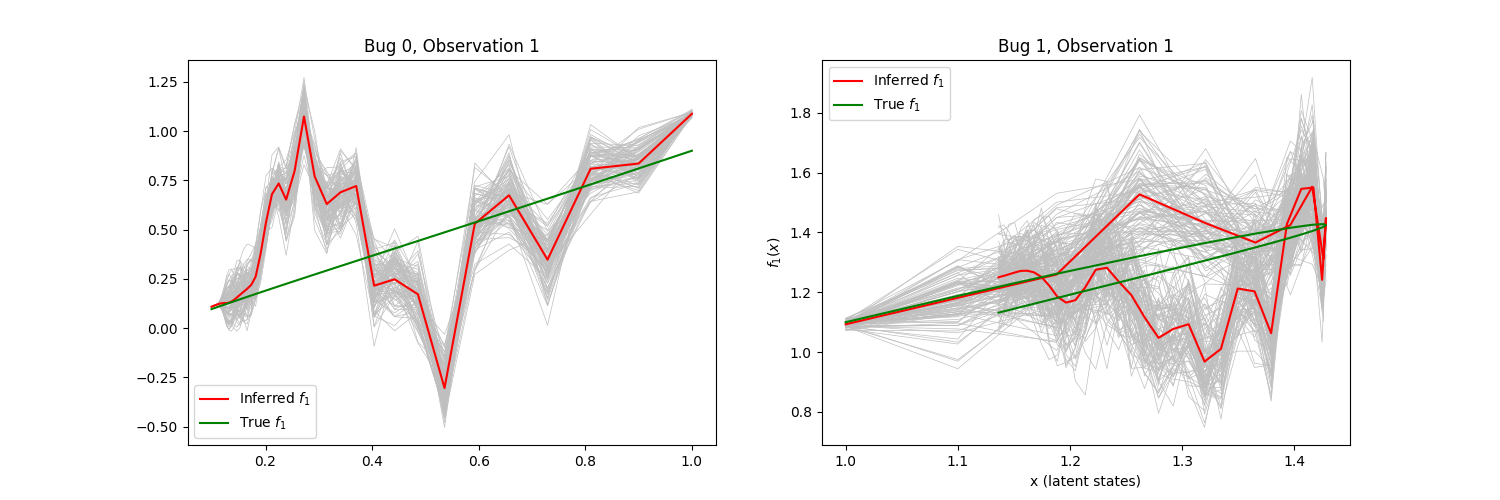 Bug 0, Observation 1
1.25
1.00
0.75
0.50
0.25
0.00
−0.25
−0.50
Inferred f₁
True f₁
0.2 0.4 0.6 0.8 1.0
Bug 1, Observation 1
Inferred f₁
True f₁
1.8
1.6
1.4
1.2
1.0
0.8
f₁(x)
1.0 1.1 1.2 1.3 1.4
x (latent states)